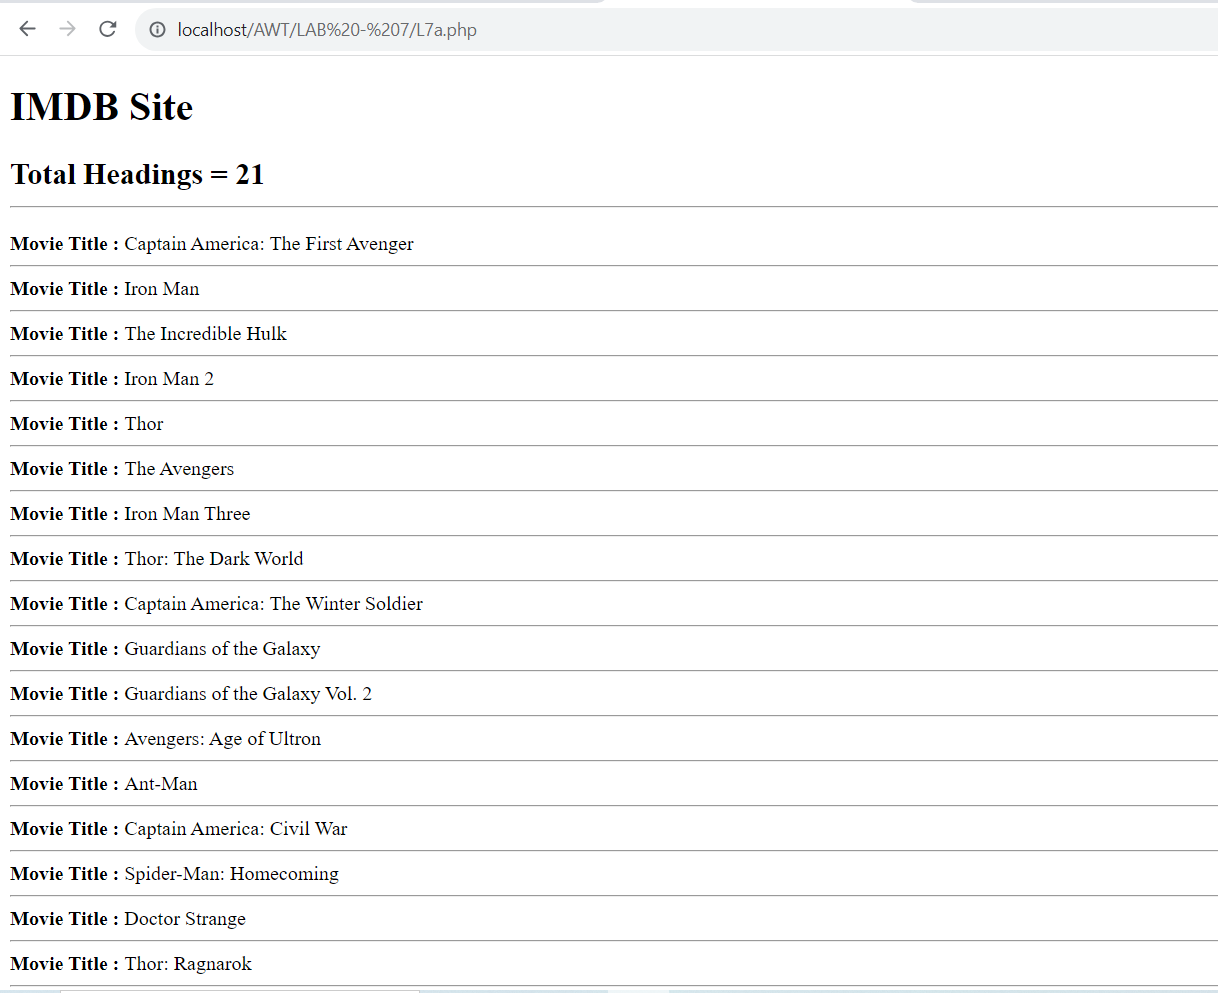 localhost/AWT/LAB%20-%207/L7a.php
IMDB Site
Total Headings = 21
Movie Title : Captain America: The First Avenger
Movie Title : Iron Man
Movie Title : The Incredible Hulk
Movie Title : Iron Man 2
Movie Title : Thor
Movie Title : The Avengers
Movie Title : Iron Man Three
Movie Title : Thor: The Dark World
Movie Title : Captain America: The Winter Soldier
Movie Title : Guardians of the Galaxy
Movie Title : Guardians of the Galaxy Vol. 2
Movie Title : Avengers: Age of Ultron
Movie Title : Ant-Man
Movie Title : Captain America: Civil War
Movie Title : Spider-Man: Homecoming
Movie Title : Doctor Strange
Movie Title : Thor: Ragnarok